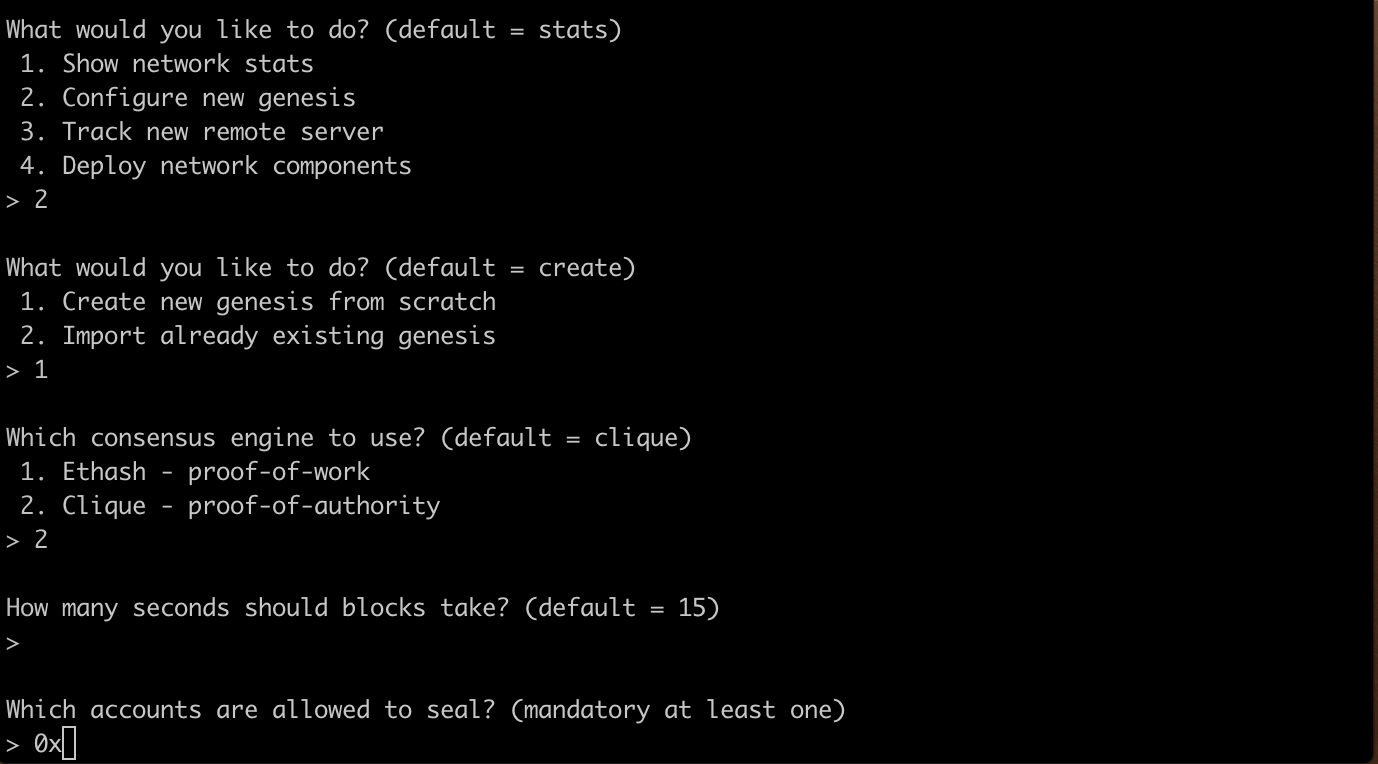 What would you like to do? (default = stats)
1. Show network stats
2. Configure new genesis
3. Track new remote server
4. Deploy network components
> 2
What would you like to do? (default = create)
1. Create new genesis from scratch
2. Import already existing genesis
> 1
Which consensus engine to use? (default = clique)
1. Ethash - proof-of-work
2. Clique - proof-of-authority
> 2
How many seconds should blocks take? (default = 15)
>
Which accounts are allowed to seal? (mandatory at least one)
> 0x